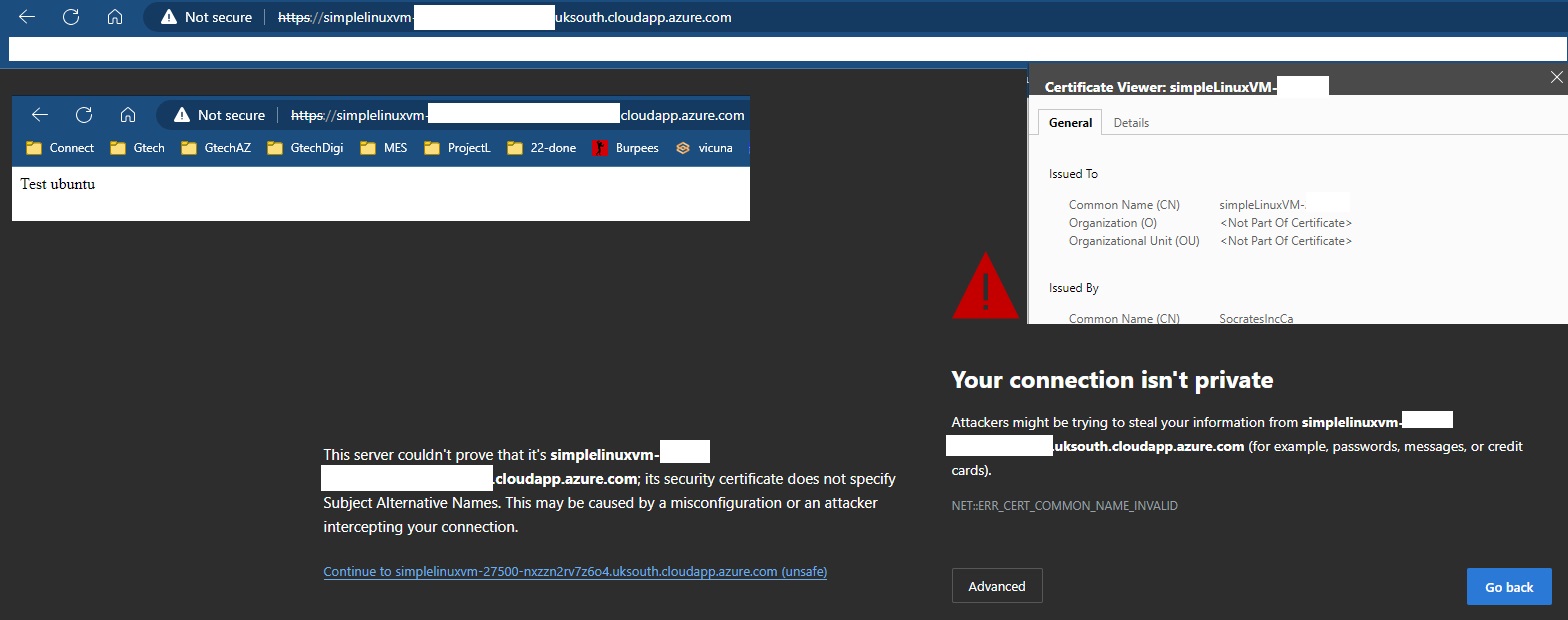 Not secure https://simplelinuxvm- uksouth.cloudapp.azure.com
Not secure https://simplelinuxvm- cloudapp.azure.com
Connect Gtech GtechAZ GtechDigi MES ProjectL 22-done Burpees vicuna
Test ubuntu
Certificate Viewer: simpleLinuxVM-
General Details
Issued To
Common Name (CN) simpleLinuxVM-
Organization (O) <Not Part Of Certificate>
Organizational Unit (OU) <Not Part Of Certificate>
Issued By
Common Name (CN) SocratesIncCa
This server couldn't prove that it's simplelinuxvm-
.cloudapp.azure.com; its security certificate does not specify
Subject Alternative Names. This may be caused by a misconfiguration or an attacker
intercepting your connection.
Continue to simplelinuxvm-27500-nxzzn2rv7z6o4.uksouth.cloudapp.azure.com (unsafe)
Your connection isn't private
Attackers might be trying to steal your information from simplelinuxvm-
.uksouth.cloudapp.azure.com (for example, passwords, messages, or credit
cards).
NET::ERR_CERT_COMMON_NAME_INVALID
Advanced
Go back